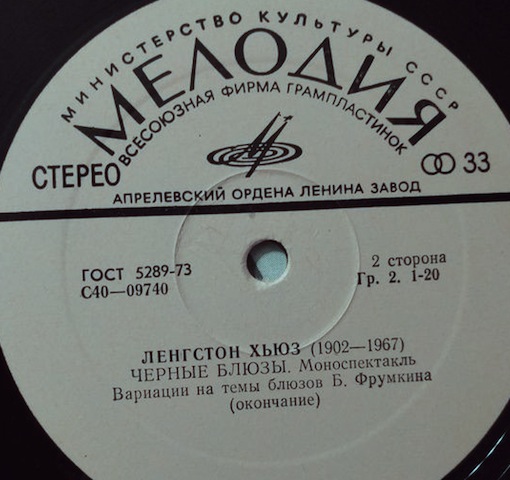 МИНИСТЕРСТВО КУЛЬТУРЫ СССР
МЕЛОДИЯ
ВСЕСОЮЗНАЯ ФИРМА ГРАМПЛАСТИНОК
СТЕРЕО
33
АПРЕЛЕВСКИЙ ОРДЕНА ЛЕНИНА ЗАВОД
ГОСТ 5289-73
С40—09740
2 сторона
Гр. 2. 1-20
ЛЕНГСТОН ХЬЮЗ (1902—1967)
ЧЕРНЫЕ БЛЮЗЫ. Моноспектакль
Вариации на темы блюзов Б. Фрумкина
(окончание)